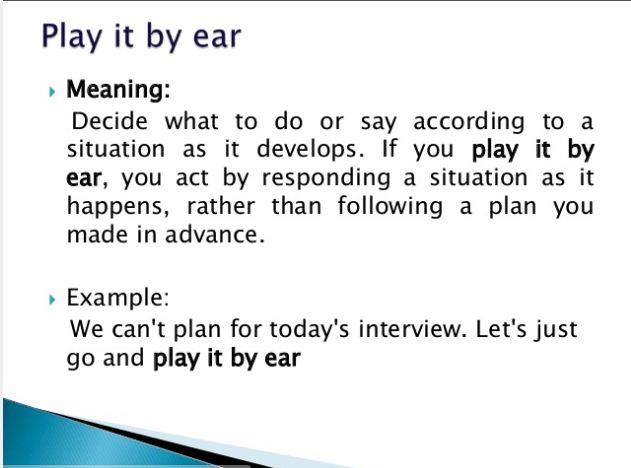 Play it by ear
Meaning:
Decide what to do or say according to a
situation as it develops. If you play it by
ear, you act by responding a situation as it
happens, rather than following a plan you
made in advance.
Example:
We can't plan for today's interview. Let's just
go and play it by ear